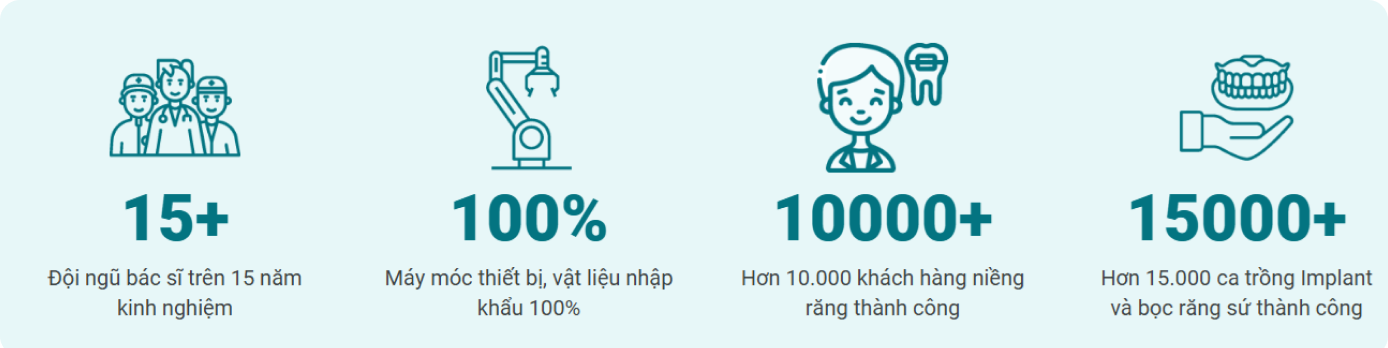 15+
Đội ngũ bác sĩ trên 15 năm
kinh nghiệm
100%
Máy móc thiết bị, vật liệu nhập
khẩu 100%
10000+
Hơn 10.000 khách hàng niềng
răng thành công
15000+
Hơn 15.000 ca trồng Implant
và bọc răng sứ thành công